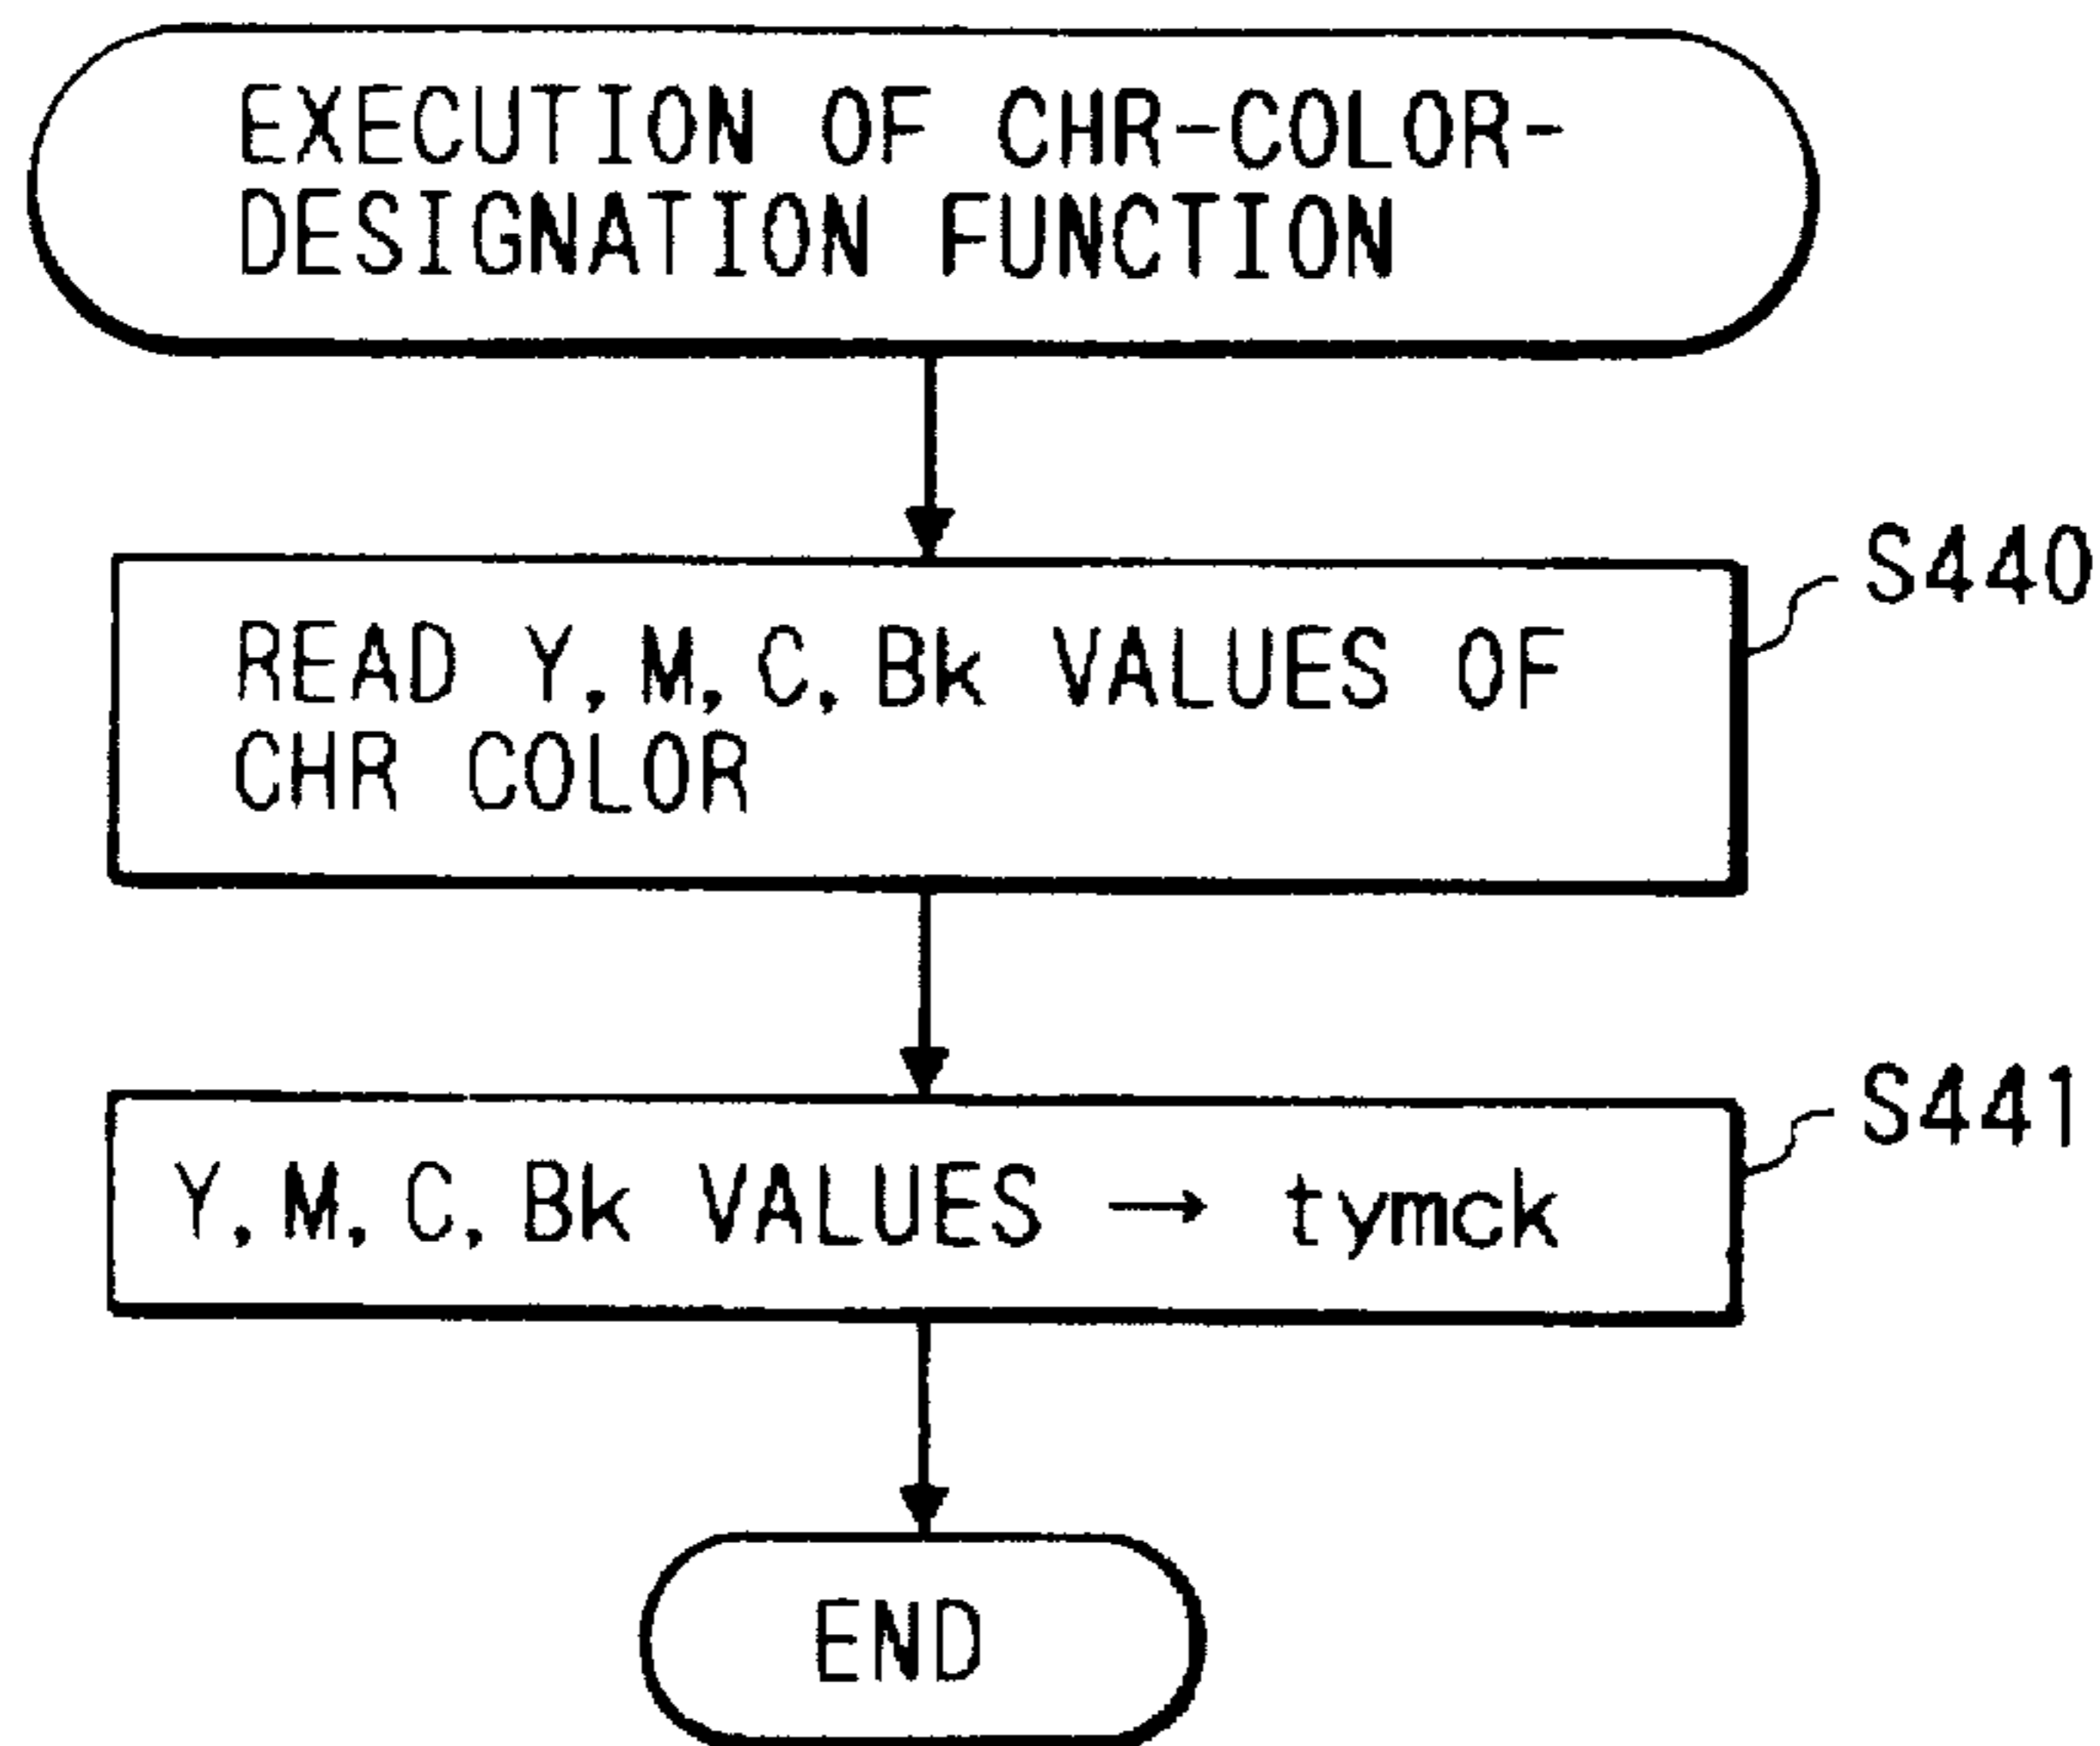 EXECUTION OF CHR-COLOR-
DESIGNATION FUNCTION
S440
READ Y, M, C, Bk VALUES OF
CHR COLOR
S441
Y, M, C, Bk VALUES → tymck
END